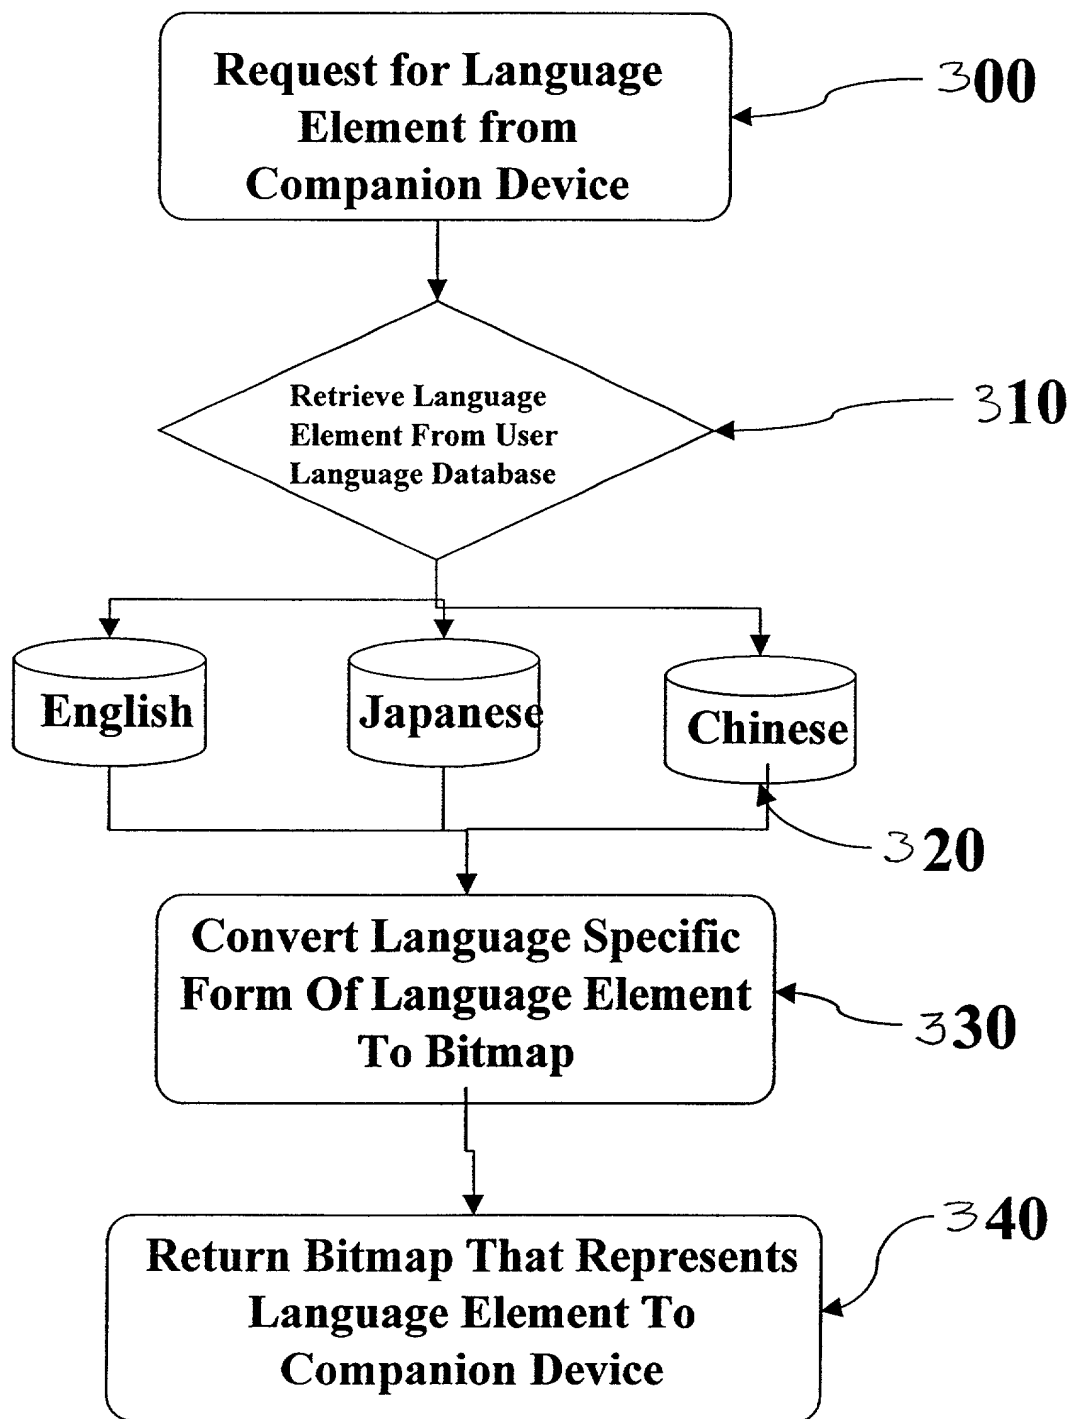 Request for Language
Element from
Companion Device
300
Retrieve Language
Element From User
Language Database
310
English
Japanese
Chinese
320
Convert Language Specific
Form Of Language Element
To Bitmap
330
Return Bitmap That Represents
Language Element To
Companion Device
340